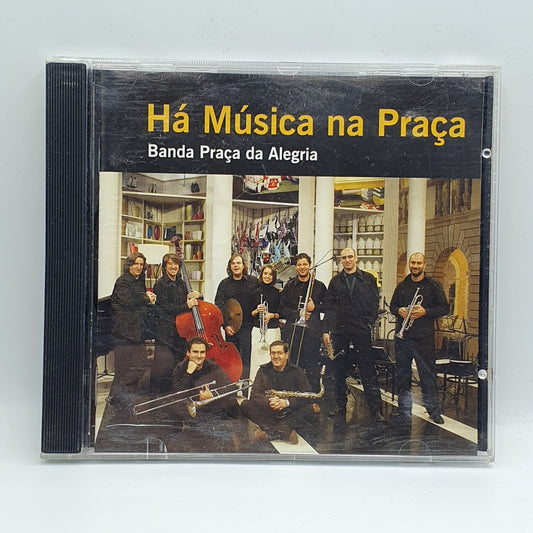 Há Música na Praça
Banda Praça da Alegria